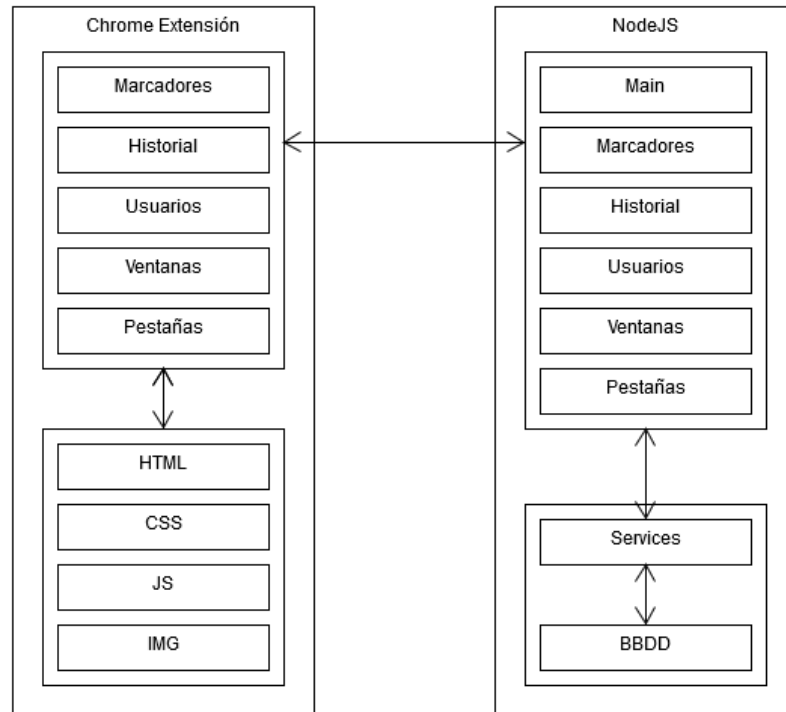 Chrome Extensión
Marcadores
Historial
Usuarios
Ventanas
Pestañas
HTML
CSS
JS
IMG
NodeJS
Main
Marcadores
Historial
Usuarios
Ventanas
Pestañas
Services
BBDD